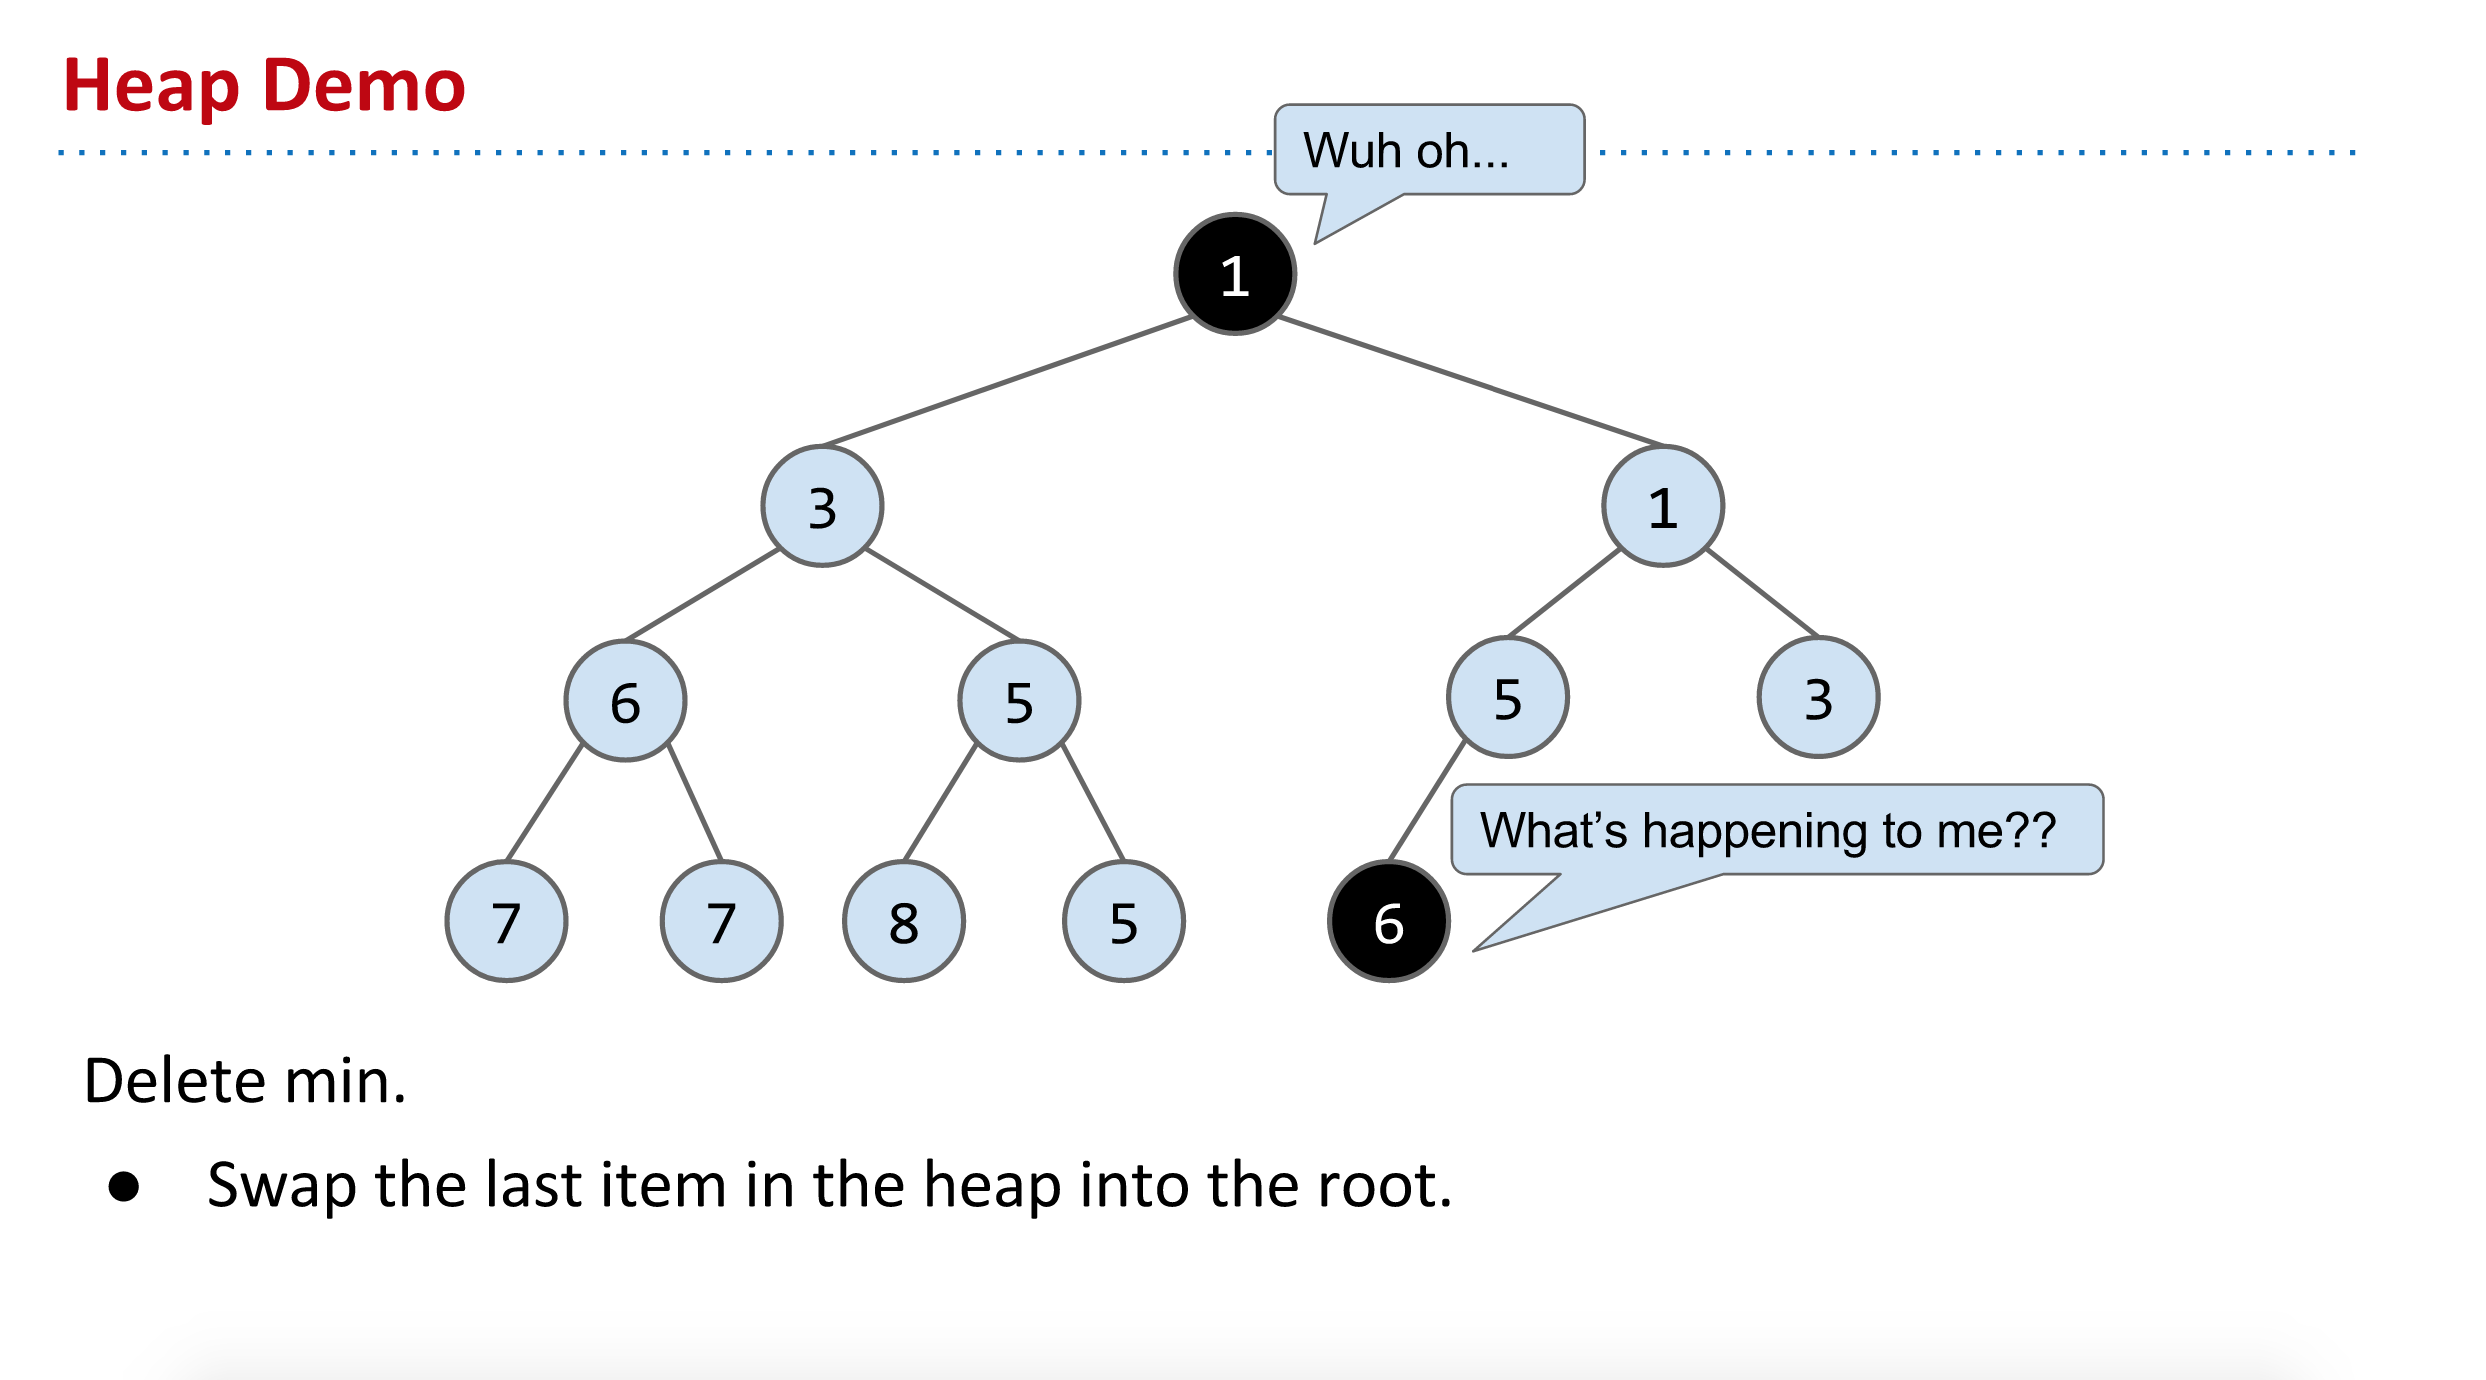 Heap Demo
Wuh oh...
1
3
1
6
5
5
3
What's happening to me??
7
7
8
5
6
Delete min.
● Swap the last item in the heap into the root.